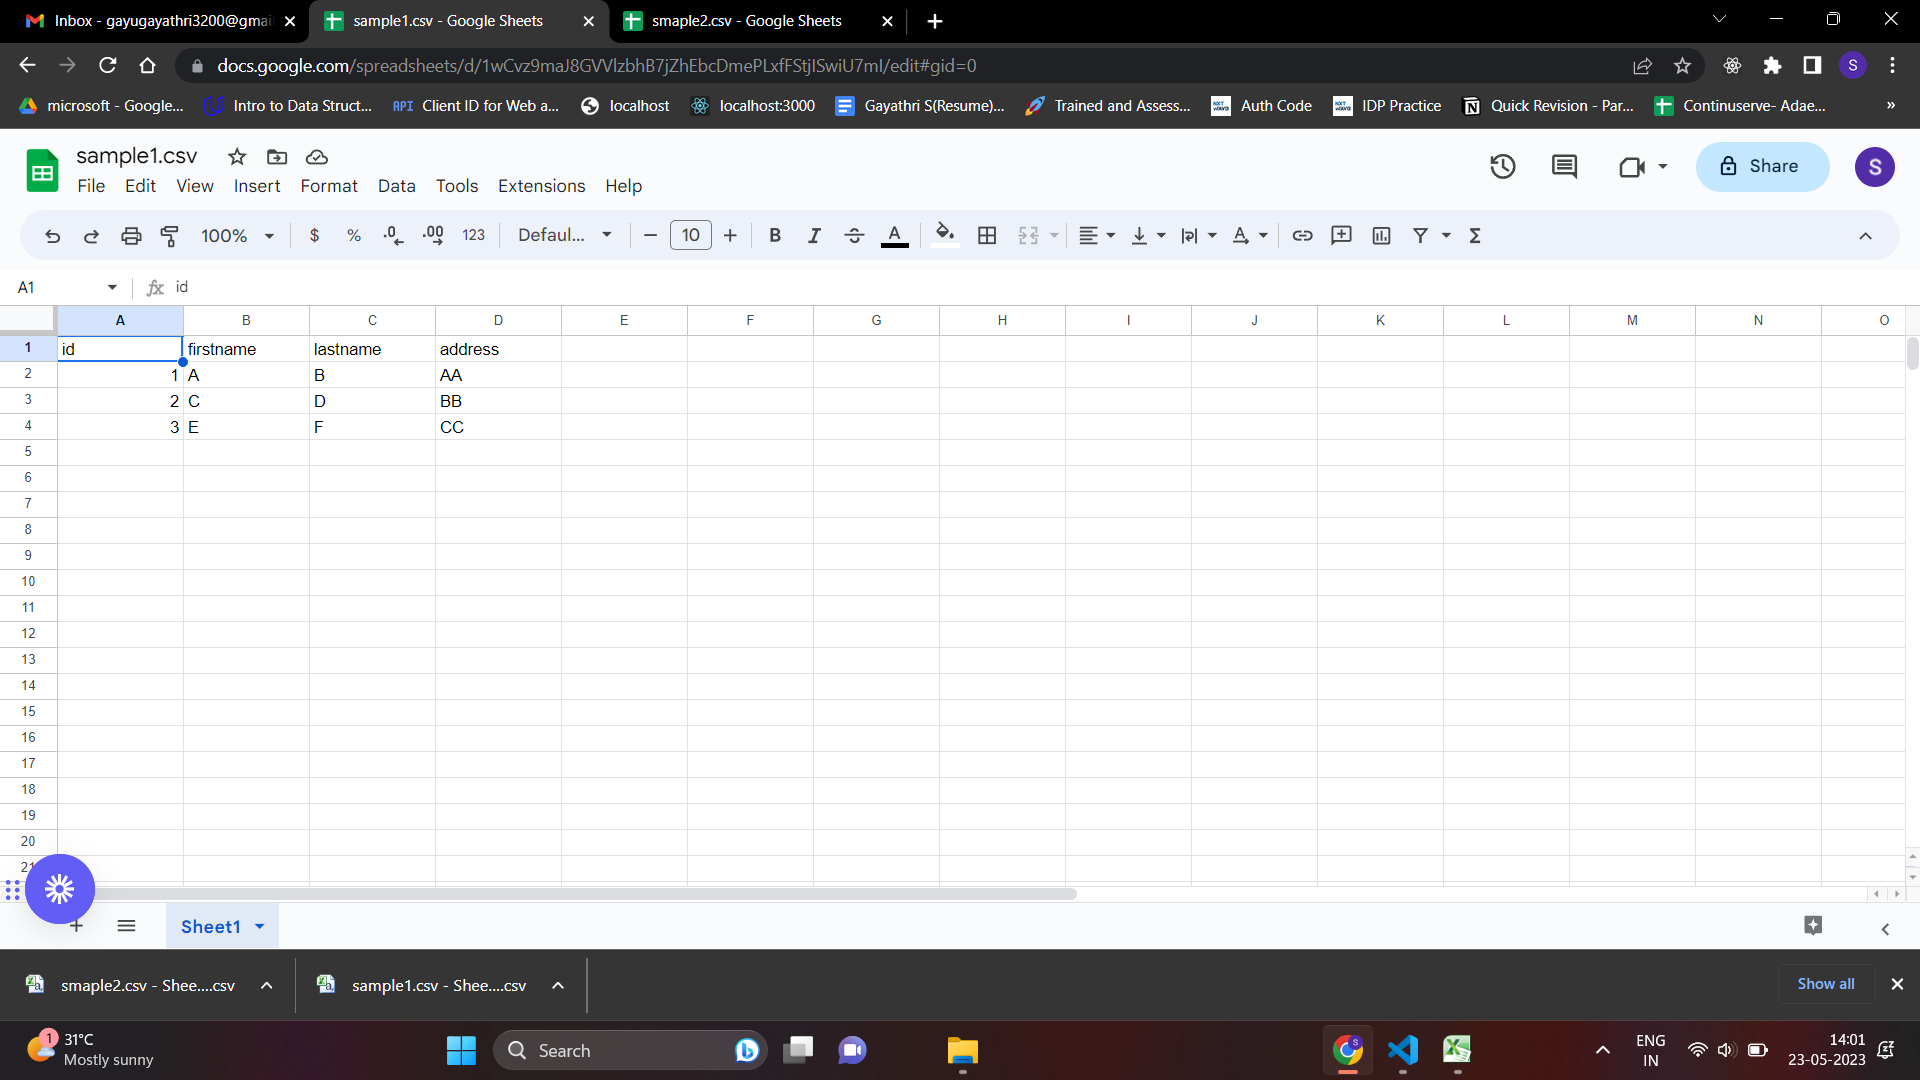 Inbox - gayugayathri3200@gmai
sample1.csv - Google Sheets
smaple2.csv - Google Sheets
docs.google.com/spreadsheets/d/1wCvz9maJ8GVVlzbhB7jZhEbcDmePLxfFStjISwiU7mI/edit#gid=0
S
microsoft - Google...
Intro to Data Struct...
API Client ID for Web a...
localhost
localhost:3000
Gayathri S(Resume)...
Trained and Assess...
Auth Code
IDP Practice
Quick Revision - Par...
Continuserve- Adae...
»
sample1.csv
File Edit View Insert Format Data Tools Extensions Help
Share
S
100% $ % .0 .00 123 Defaul... 10 B I A
A1 fx id
A B C D E F G H I J K L M N O
1 id firstname lastname address
2 1 A B AA
3 2 C D BB
4 3 E F CC
5
6
7
8
9
10
11
12
13
14
15
16
17
18
19
20
21
Sheet1
smaple2.csv - Shee....csv
sample1.csv - Shee....csv
Show all
1
31°C
Mostly sunny
Search
ENG
IN
14:01
23-05-2023